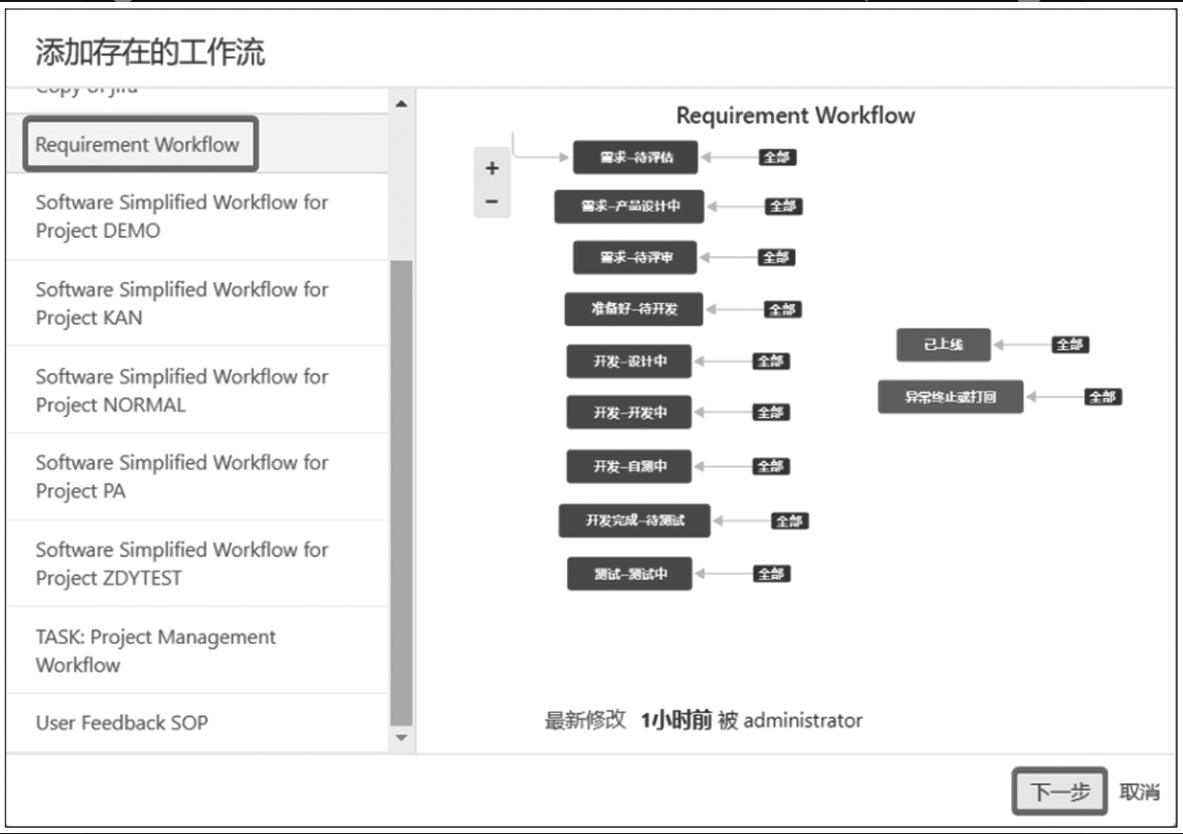 添加存在的工作流
Copy of Jira
Requirement Workflow
Software Simplified Workflow for
Project DEMO
Software Simplified Workflow for
Project KAN
Software Simplified Workflow for
Project NORMAL
Software Simplified Workflow for
Project PA
Software Simplified Workflow for
Project ZDYTEST
TASK: Project Management
Workflow
User Feedback SOP
Requirement Workflow
+
−
需求–待评估 全部
需求–产品设计中 全部
需求–待评审 全部
准备好–待开发 全部
开发–设计中 全部
开发–开发中 全部
开发–自测中 全部
开发完成–待测试 全部
测试–测试中 全部
已上线 全部
异常终止或打回 全部
最新修改 1小时前 被 administrator
下一步 取消